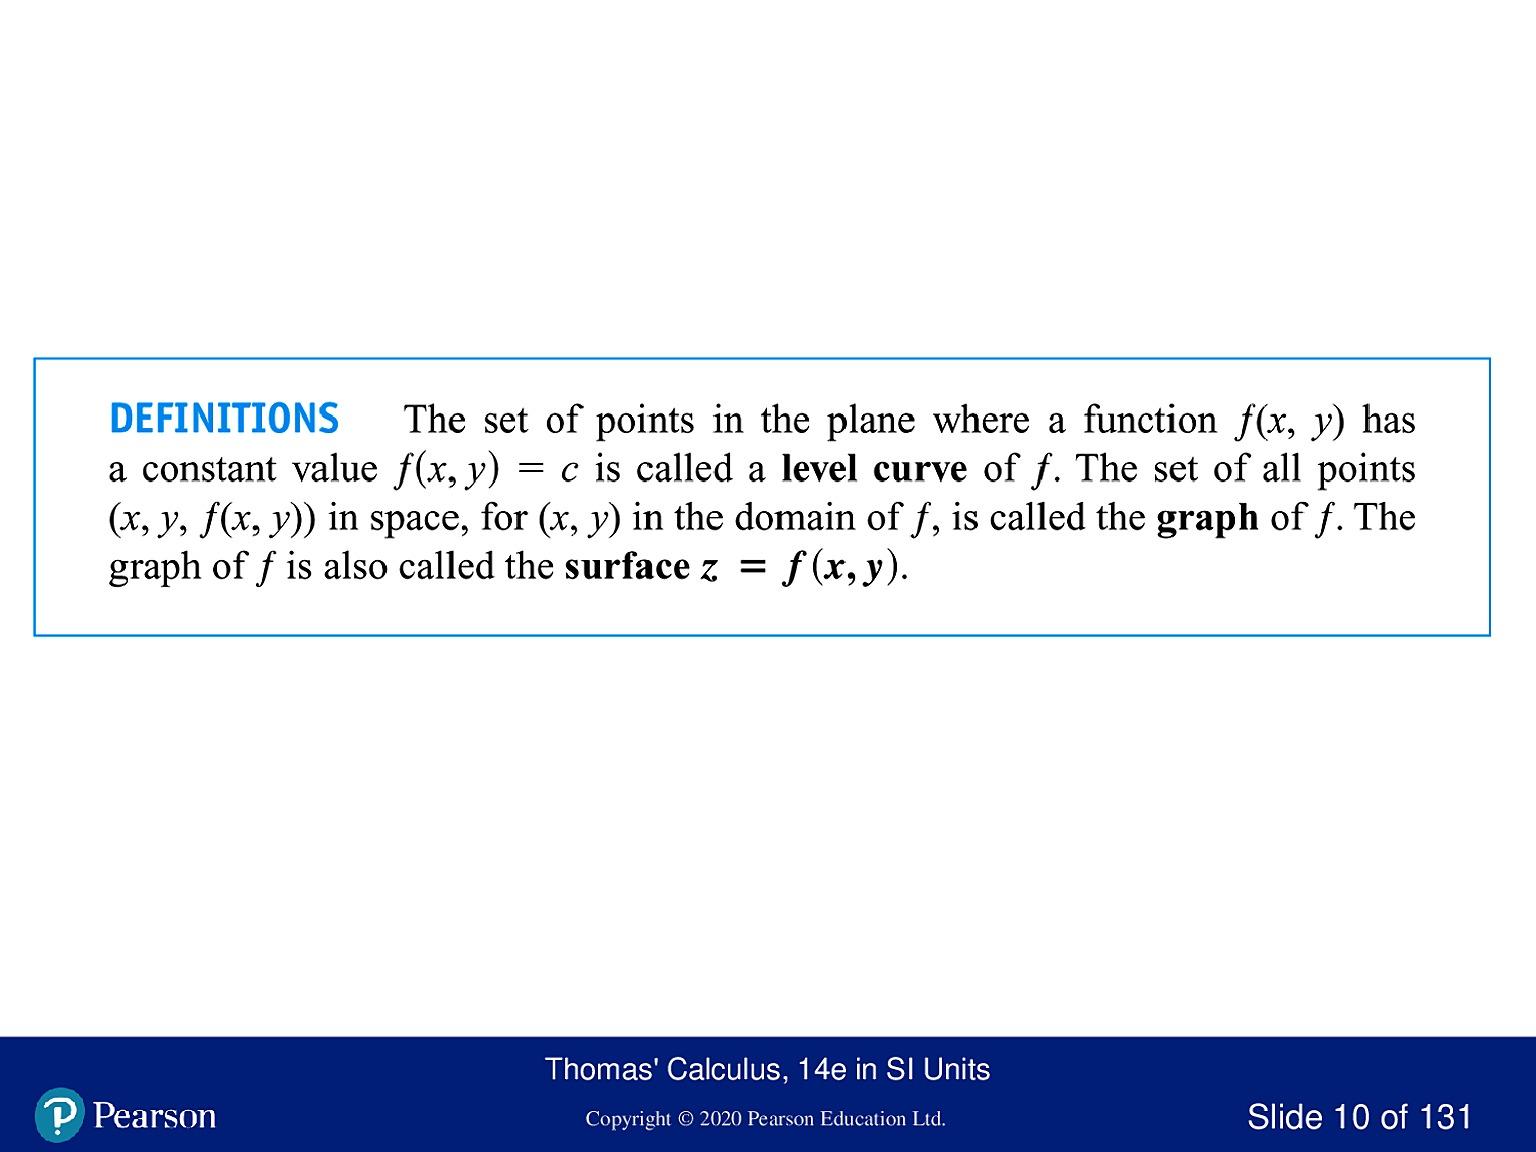 DEFINITIONS The set of points in the plane where a function f(x, y) has
a constant value f(x, y) = c is called a level curve of f. The set of all points
(x, y, f(x, y)) in space, for (x, y) in the domain of f, is called the graph of f. The
graph of f is also called the surface z = f(x, y).
Thomas' Calculus, 14e in SI Units
Pearson
Copyright © 2020 Pearson Education Ltd.
Slide 10 of 131